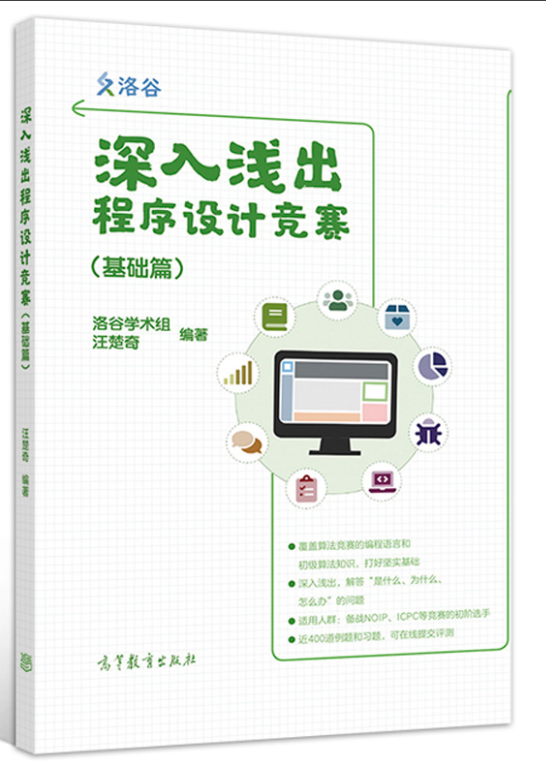 洛谷
深入浅出
程序设计竞赛
（基础篇）
洛谷学术组
汪楚奇
编著
●覆盖算法竞赛的编程语言和
初级算法知识，打好坚实基础
●深入浅出，解答“是什么、为什么、
怎么办”的问题
●适用人群：备战NOIP、ICPC等竞赛的初阶选手
●近400道例题和习题，可在线提交评测
高等教育出版社
深入浅出程序设计竞赛（基础篇）
汪楚奇 编著